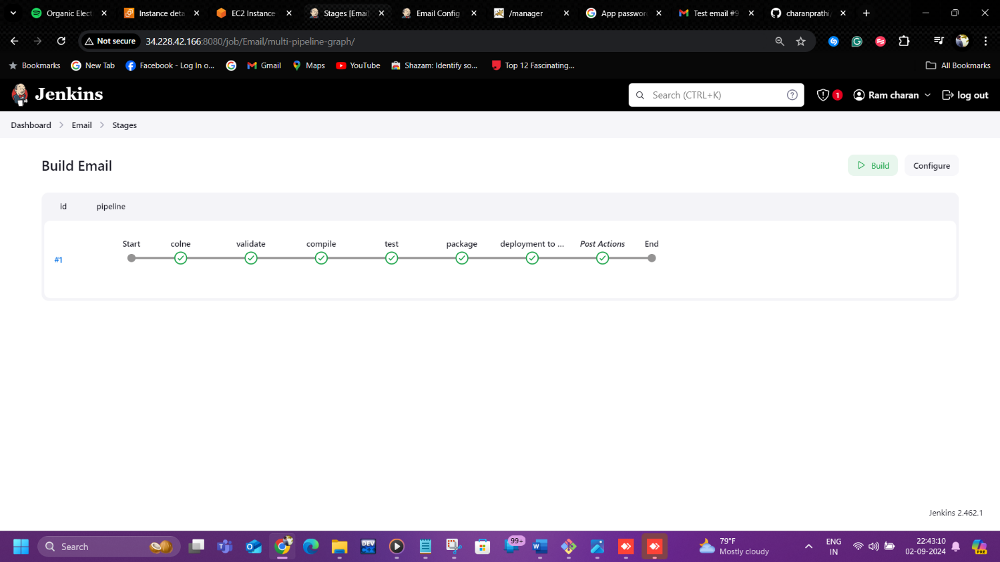 Organic Elect
Instance deta
EC2 Instance
Stages [Email
Email Config
/manager
App password
Test email #9
charanprathi
Not secure
34.228.42.166:8080/job/Email/multi-pipeline-graph/
Bookmarks
New Tab
Facebook - Log In o...
Gmail
Maps
YouTube
Shazam: Identify so...
Top 12 Fascinating...
All Bookmarks
Jenkins
Search (CTRL+K)
1
Ram charan
log out
Dashboard
Email
Stages
Build Email
Build
Configure
id
pipeline
Start
colne
validate
compile
test
package
deployment to ...
Post Actions
End
#1
Jenkins 2.462.1
Search
DEV
99+
79°F
Mostly cloudy
ENG
IN
22:43:10
02-09-2024
PRE